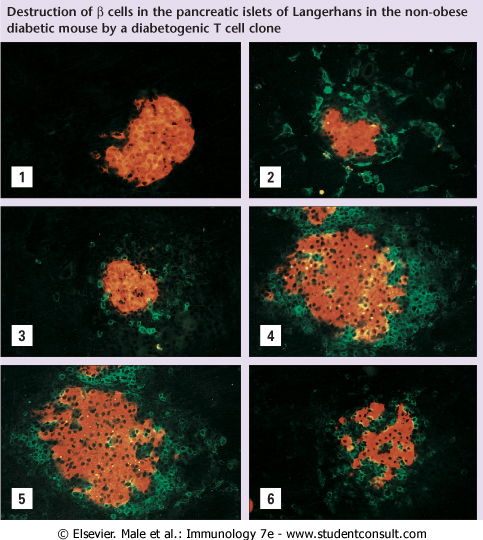 Destruction of β cells in the pancreatic islets of Langerhans in the non-obese
diabetic mouse by a diabetogenic T cell clone
1
2
3
4
5
6
© Elsevier. Male et al.: Immunology 7e - www.studentconsult.com